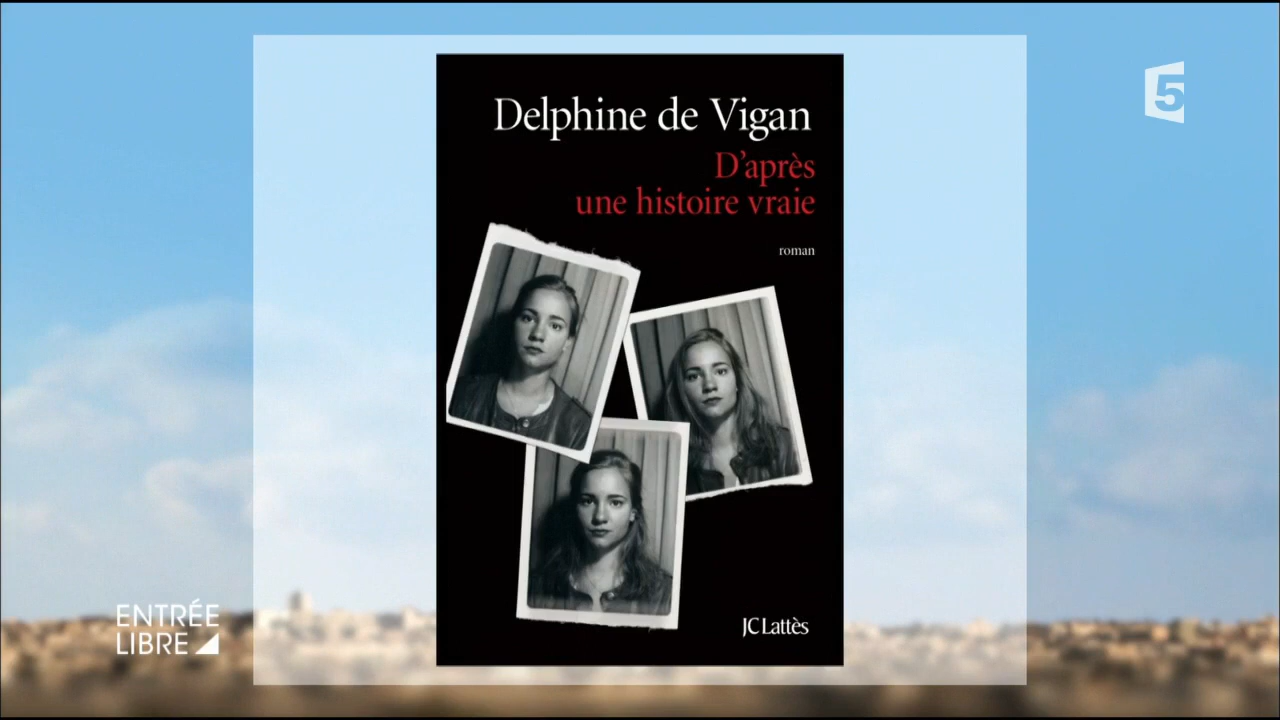 Delphine de Vigan
D'après
une histoire vraie
roman
JC Lattès
5
ENTRÉE
LIBRE